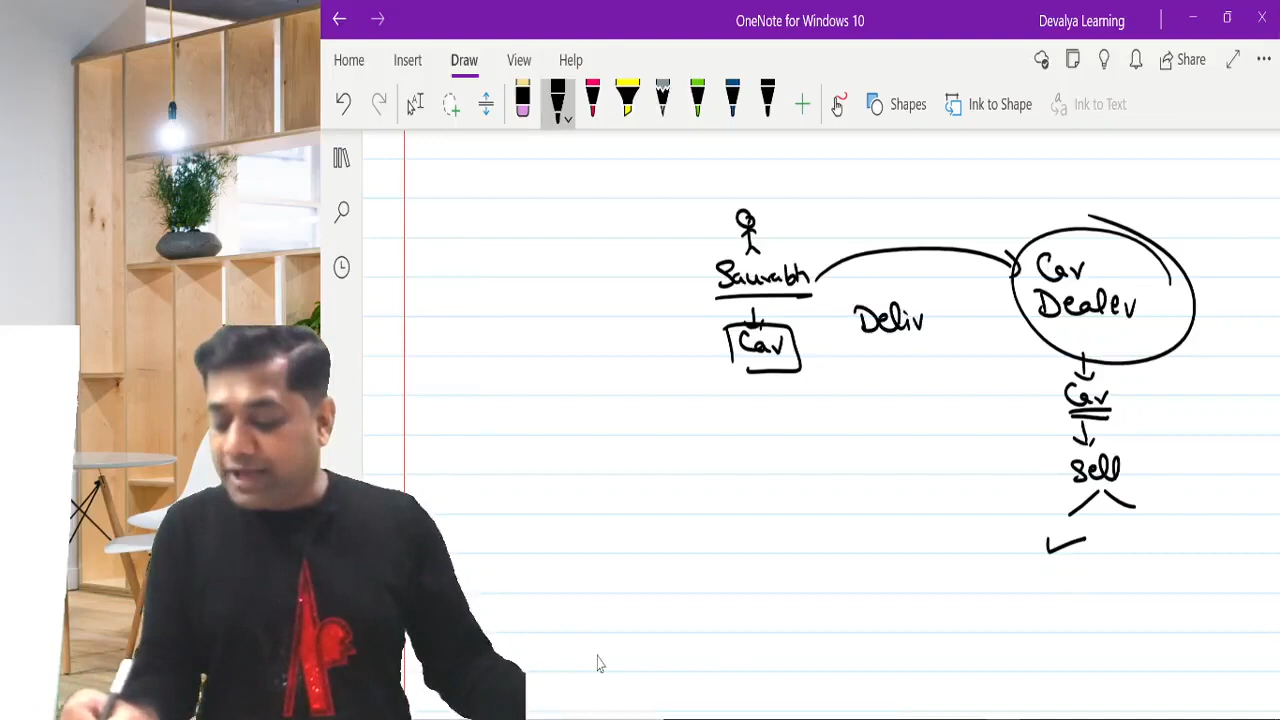 OneNote for Windows 10
Devalya Learning
Home
Insert
Draw
View
Help
Share
Shapes
Ink to Shape
Ink to Text
Saurabh
Car
Deliv
Car
Dealer
Car
Sell